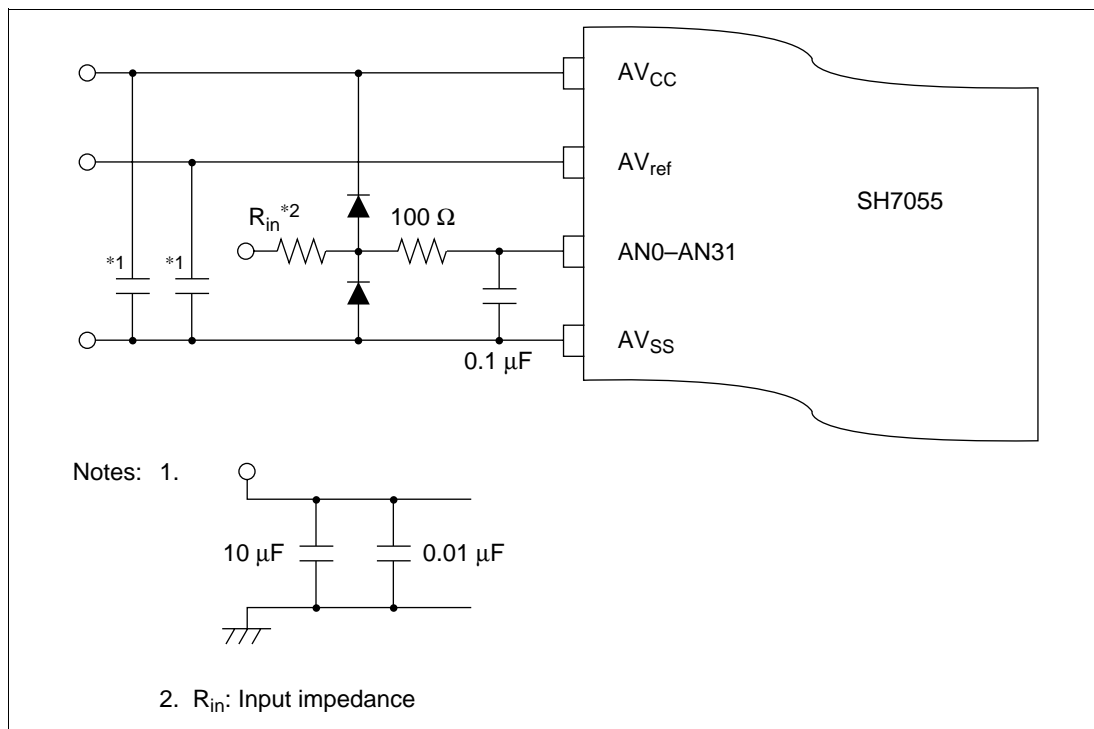 AVCC
AVref
SH7055
Rin*2
100 Ω
*1
*1
AN0–AN31
AVSS
0.1 μF
Notes: 1.
10 μF
0.01 μF
2. Rin: Input impedance